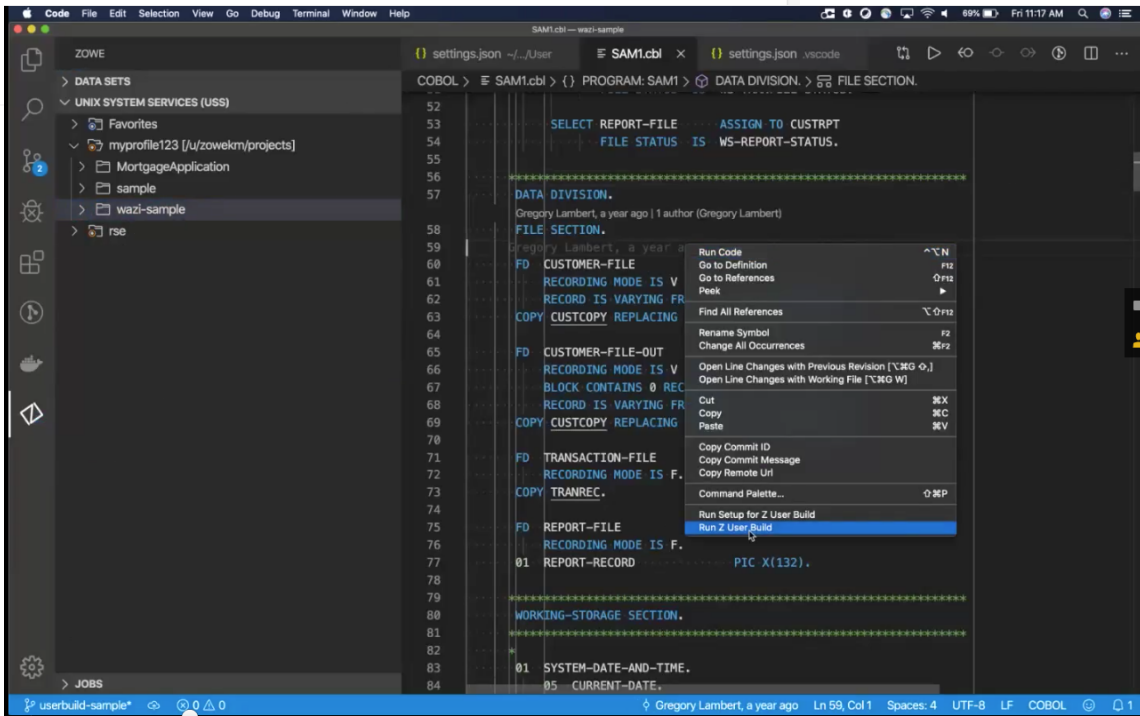 Code File Edit Selection View Go Debug Terminal Window Help 69% Fri 11:17 AM
SAM1.cbl — wazi-sample
ZOWE
{} settings.json ~/.../User SAM1.cbl × {} settings.json .vscode
DATA SETS
COBOL > SAM1.cbl > {} PROGRAM: SAM1 > DATA DIVISION. > FILE SECTION.
UNIX SYSTEM SERVICES (USS)
Favorites
myprofile123 [/u/zowekm/projects]
MortgageApplication
sample
wazi-sample
rse
2
JOBS
52
53 SELECT REPORT-FILE ASSIGN TO CUSTRPT
54 FILE STATUS IS WS-REPORT-STATUS.
55
56 *****************************************************************
57 DATA DIVISION.
Gregory Lambert, a year ago | 1 author (Gregory Lambert)
58 FILE SECTION.
59 Gregory Lambert, a year a
60 FD CUSTOMER-FILE
61 RECORDING MODE IS V
62 RECORD IS VARYING FR
63 COPY CUSTCOPY REPLACING
64
65 FD CUSTOMER-FILE-OUT
66 RECORDING MODE IS V
67 BLOCK CONTAINS 0 REC
68 RECORD IS VARYING FR
69 COPY CUSTCOPY REPLACING
70
71 FD TRANSACTION-FILE
72 RECORDING MODE IS F.
73 COPY TRANREC.
74
75 FD REPORT-FILE
76 RECORDING MODE IS F.
77 01 REPORT-RECORD PIC X(132).
78
79 *****************************************************************
80 WORKING-STORAGE SECTION.
81 *****************************************************************
82 *
83 01 SYSTEM-DATE-AND-TIME.
84 05 CURRENT-DATE.
Run Code ⌃⌥N
Go to Definition F12
Go to References ⇧F12
Peek ▶
Find All References ⌥⇧F12
Rename Symbol F2
Change All Occurrences ⌘F2
Open Line Changes with Previous Revision [⌥⌘G ⇧,]
Open Line Changes with Working File [⌥⌘G W]
Cut ⌘X
Copy ⌘C
Paste ⌘V
Copy Commit ID
Copy Commit Message
Copy Remote Url
Command Palette... ⇧⌘P
Run Setup for Z User Build
Run Z User Build
userbuild-sample* 0 0 Gregory Lambert, a year ago Ln 59, Col 1 Spaces: 4 UTF-8 LF COBOL 1